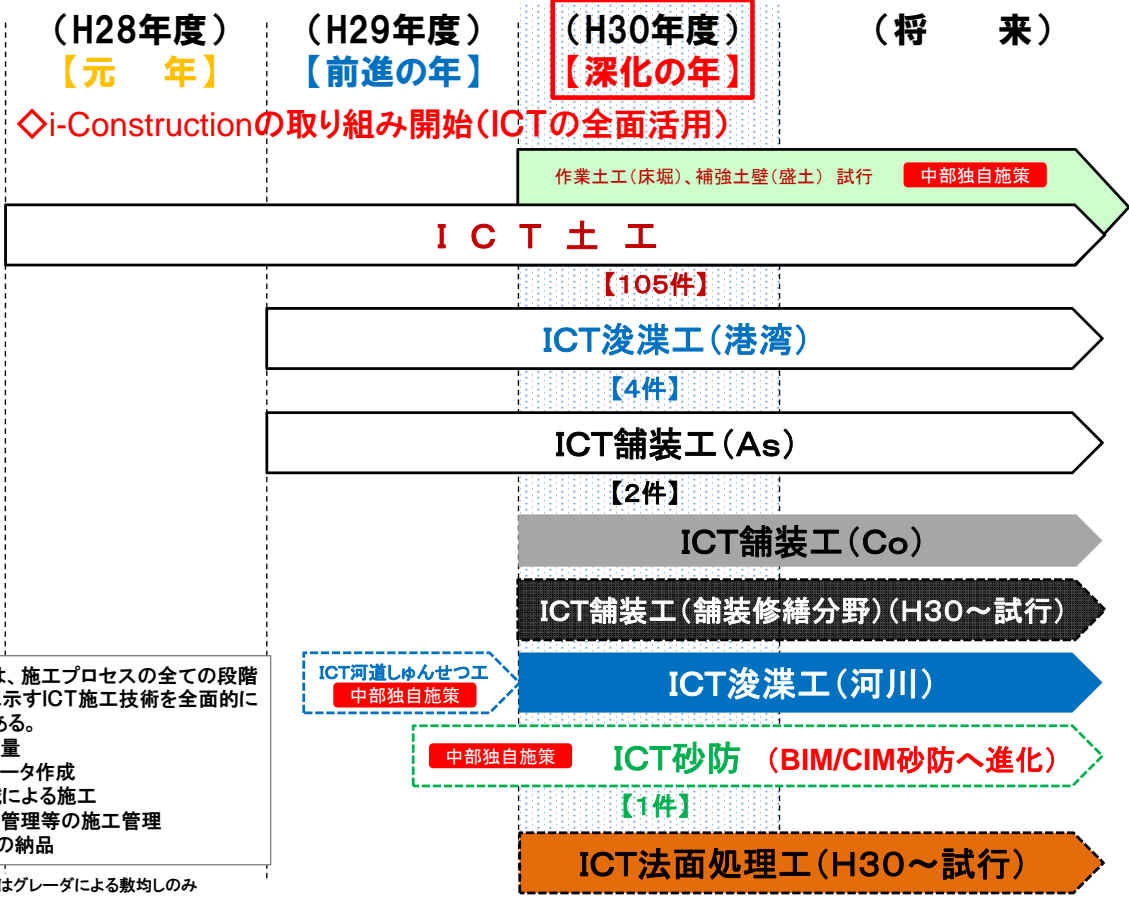 (H28年度)
【元　年】
(H29年度)
【前進の年】
(H30年度)
【深化の年】
(将　　来)
◇i-Constructionの取り組み開始(ICTの全面活用)
作業土工(床堀)、補強土壁(盛土) 試行 中部独自施策
ＩＣＴ土工
【105件】
ICT浚渫工(港湾)
【4件】
ICT舗装工(As)
【2件】
ICT舗装工(Co)
ICT舗装工(舗装修繕分野)(H30～試行)
ICT河道しゅんせつ工
中部独自施策
ICT浚渫工(河川)
中部独自施策 ICT砂防 (BIM/CIM砂防へ進化)
【1件】
ICT法面処理工(H30～試行)
、施工プロセスの全ての段階
示すICT施工技術を全面的に
ある。
量
ータ作成
による施工
管理等の施工管理
の納品
はグレーダによる敷均しのみ